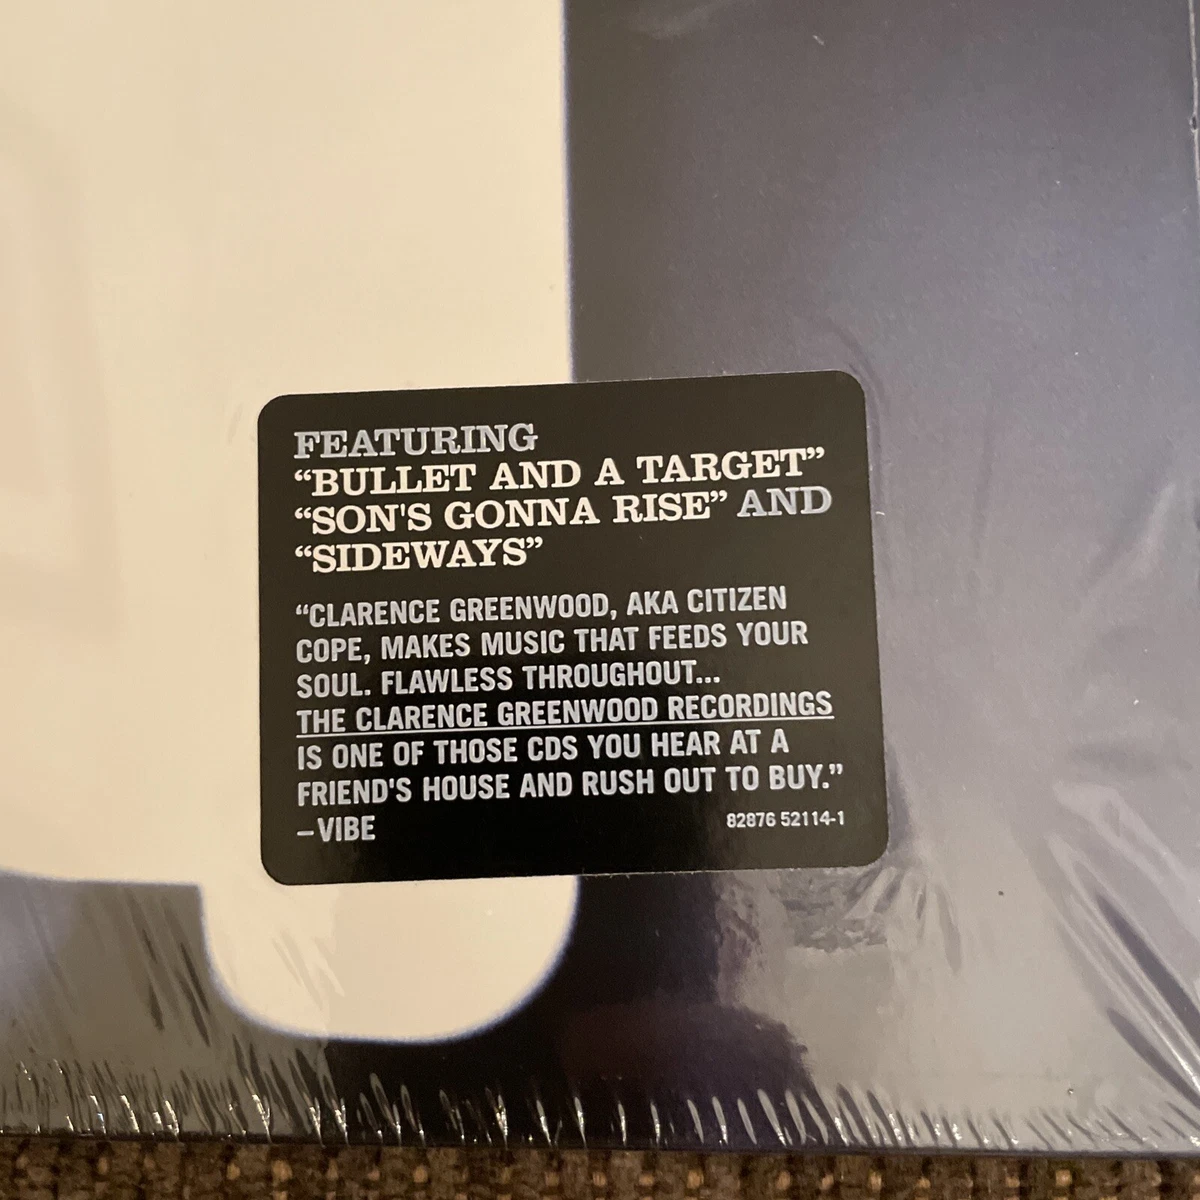 FEATURING
“BULLET AND A TARGET”
“SON'S GONNA RISE” AND
“SIDEWAYS”
“CLARENCE GREENWOOD, AKA CITIZEN
COPE, MAKES MUSIC THAT FEEDS YOUR
SOUL. FLAWLESS THROUGHOUT...
THE CLARENCE GREENWOOD RECORDINGS
IS ONE OF THOSE CDS YOU HEAR AT A
FRIEND'S HOUSE AND RUSH OUT TO BUY.”
–VIBE
82876 52114-1